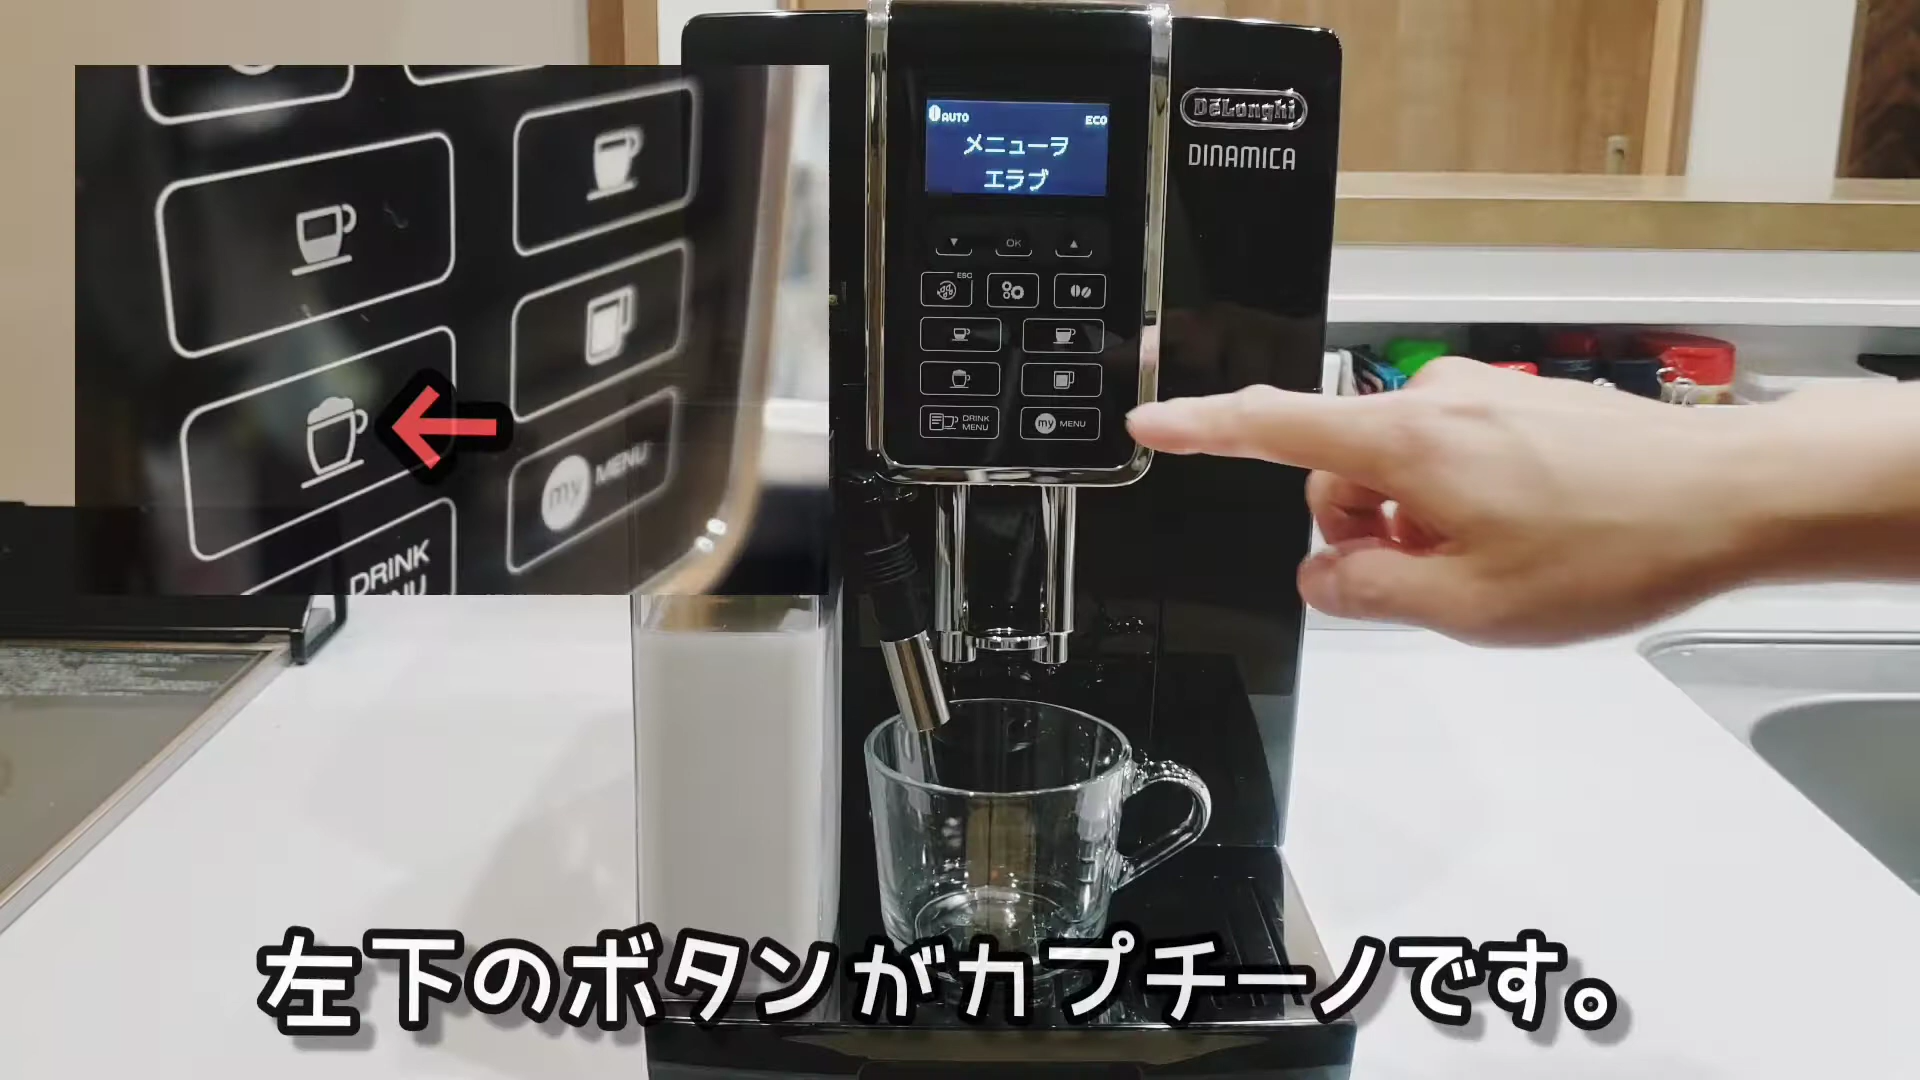 DeLonghi
DINAMICA
AUTO
ECO
メニューヲ
エラブ
OK
ESC
DRINK
MENU
my MENU
my MENU
DRINK
左下のボタンがカプチーノです。